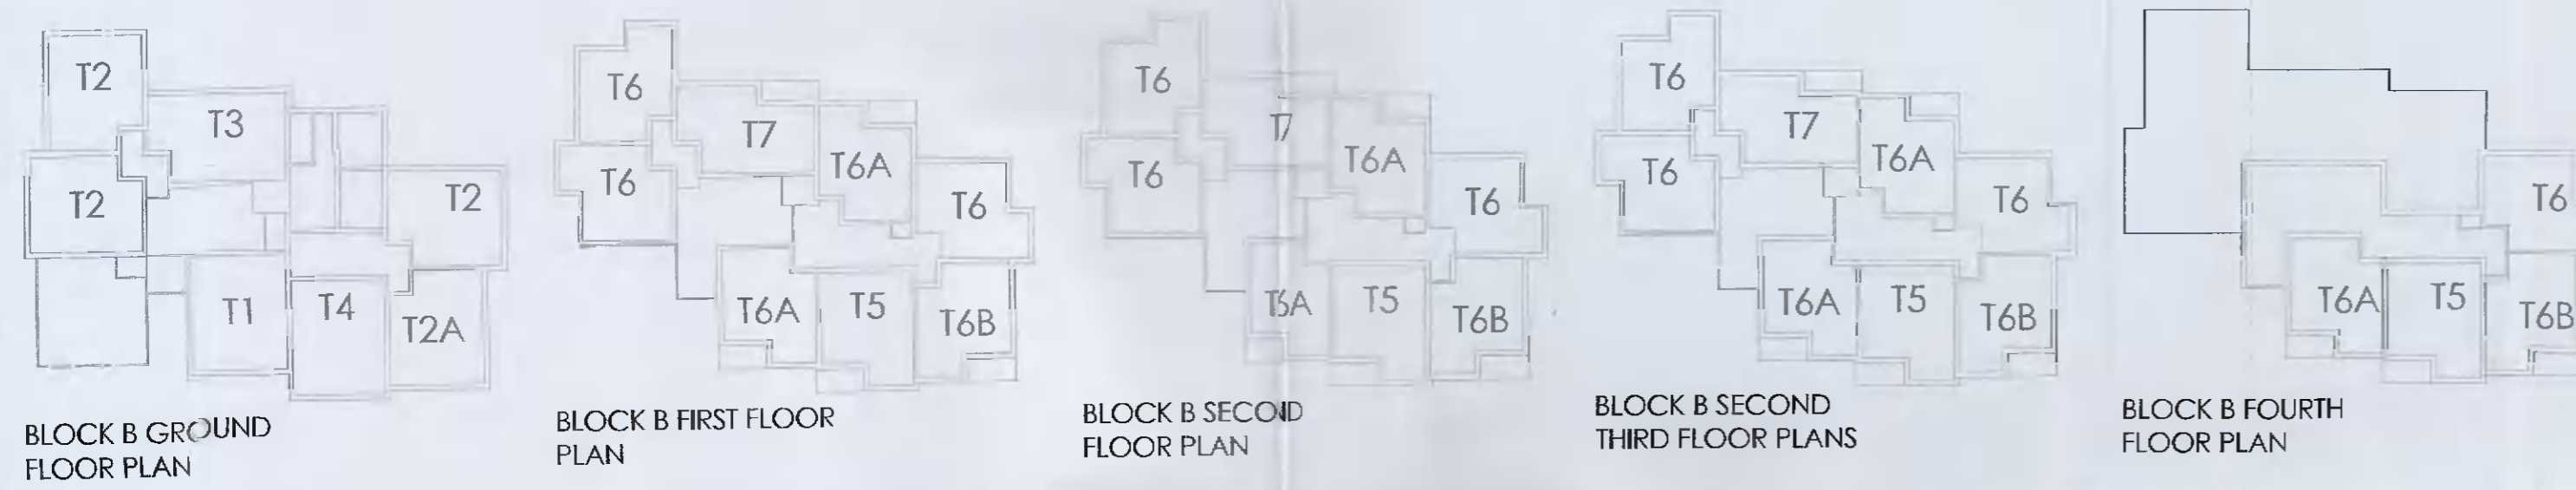 T2
T3
T2
T2
T1
T4
T2A
BLOCK B GROUND
FLOOR PLAN
T6
T7
T6A
T6
T6
T6A
T5
T6B
BLOCK B FIRST FLOOR
PLAN
T6
T7
T6A
T6
T6
T6A
T5
T6B
BLOCK B SECOND
FLOOR PLAN
T6
T7
T6A
T6
T6
T6A
T5
T6B
BLOCK B SECOND
THIRD FLOOR PLANS
T6
T6A
T5
T6B
BLOCK B FOURTH
FLOOR PLAN